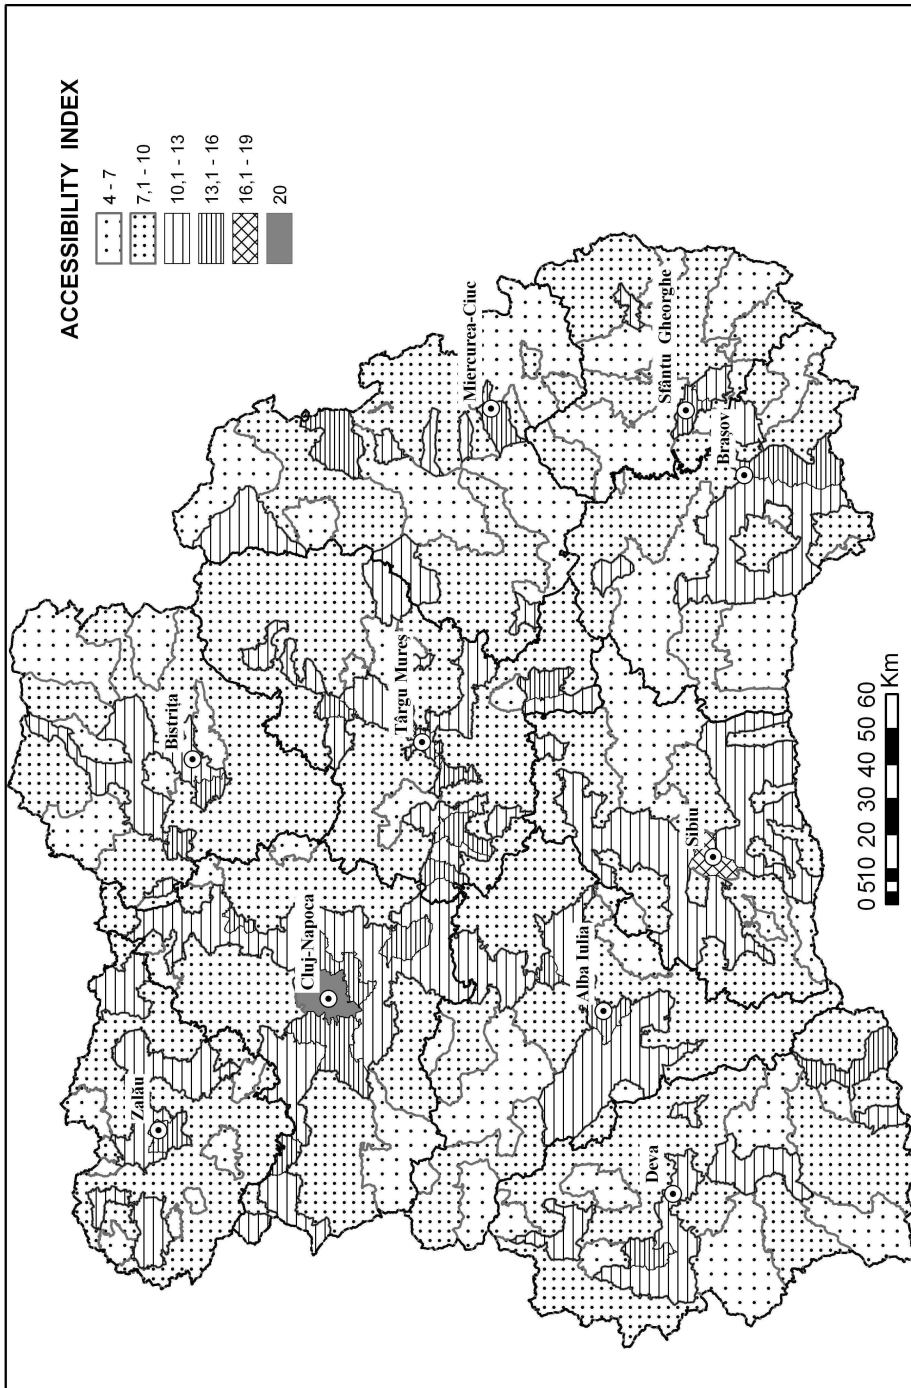 ACCESSIBILITY INDEX
4 - 7
7,1 - 10
10,1 - 13
13,1 - 16
16,1 - 19
20
Zalău
Bistrița
Cluj-Napoca
Târgu Mureș
Miercurea-Ciuc
Alba Iulia
Deva
Sibiu
Sfântu Gheorghe
Brașov
0 5 10 20 30 40 50 60
Km